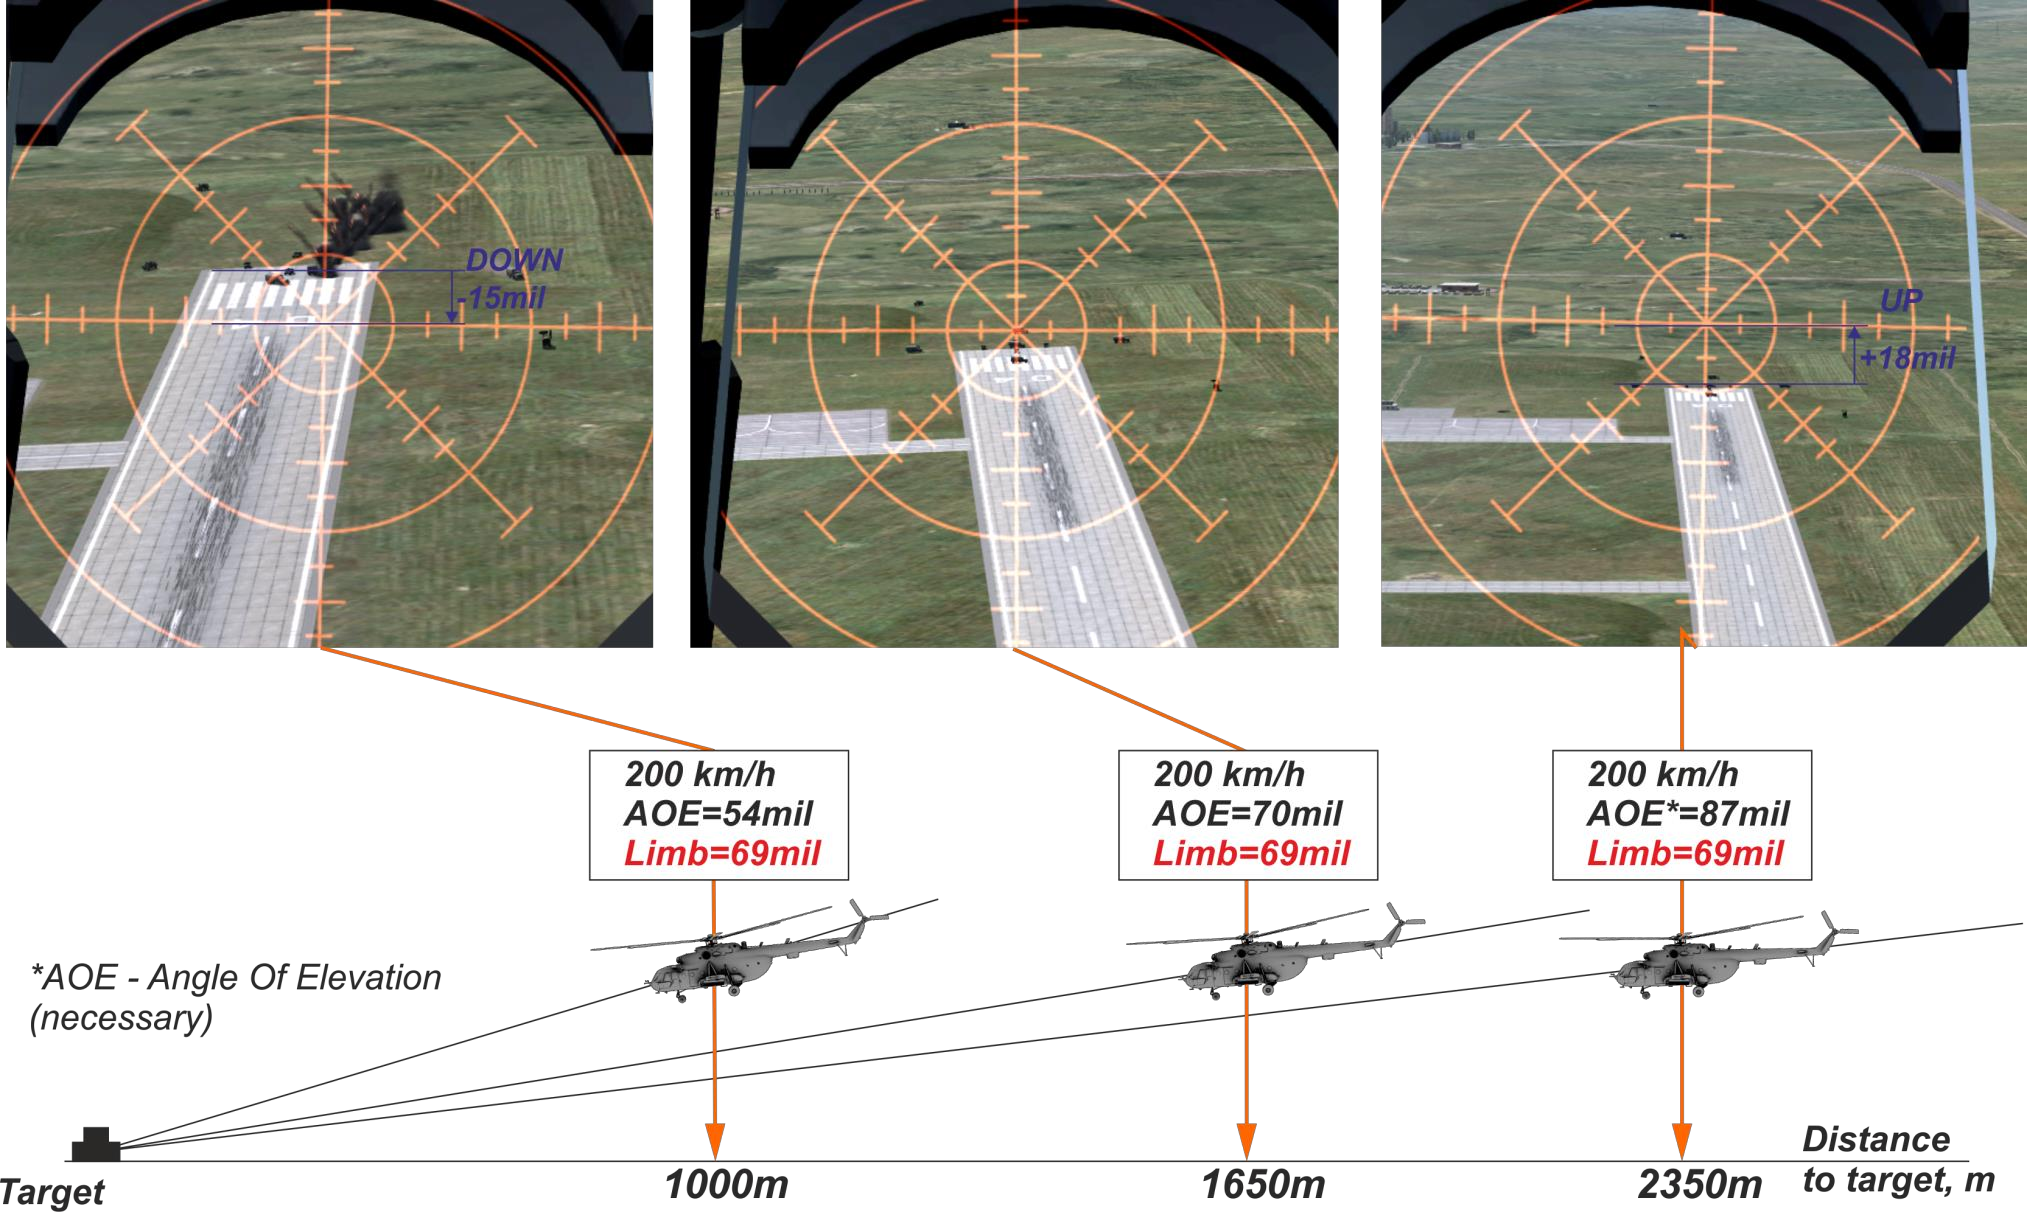 DOWN
-15mil
UP
+18mil
200 km/h
AOE=54mil
Limb=69mil
200 km/h
AOE=70mil
Limb=69mil
200 km/h
AOE*=87mil
Limb=69mil
*AOE - Angle Of Elevation
(necessary)
Target
1000m
1650m
2350m
Distance
to target, m